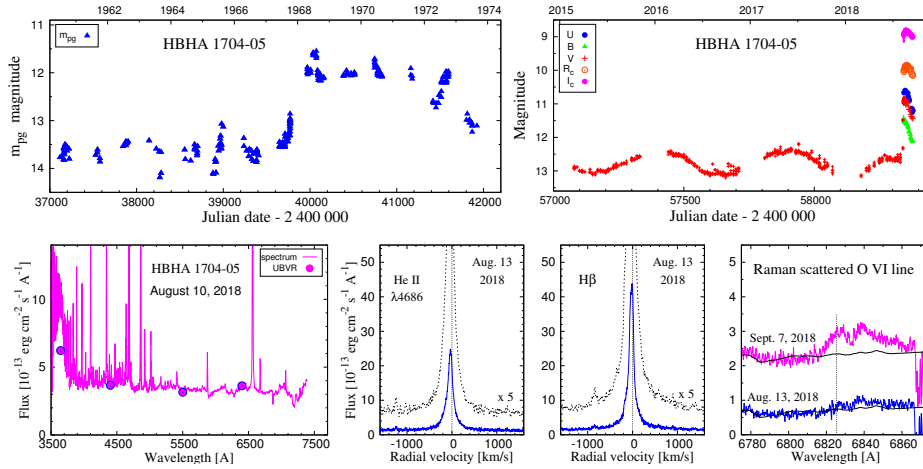 1962 1964 1966 1968 1970 1972 1974
m_pg
HBHA 1704-05
m_pg magnitude
11
12
13
14
37000 38000 39000 40000 41000 42000
Julian date - 2 400 000
2015 2016 2017 2018
U
B
V
R_c
I_c
HBHA 1704-05
Magnitude
9
10
11
12
13
57000 57500 58000
Julian date - 2 400 000
HBHA 1704-05
August 10, 2018
spectrum
UBVR
Flux [10^-13 erg cm^-2 s^-1 A^-1]
0
5
10
3500 4500 5500 6500 7500
Wavelength [A]
He II
λ4686
Aug. 13
2018
x 5
Flux [10^-13 erg cm^-2 s^-1 A^-1]
0
10
20
30
40
50
-1000 0 1000
Radial velocity [km/s]
Hβ
Aug. 13
2018
x 5
0
10
20
30
40
50
-1000 0 1000
Radial velocity [km/s]
Raman scattered O VI line
Sept. 7, 2018
Aug. 13, 2018
0
1
2
3
4
5
6780 6800 6820 6840 6860
Wavelength [A]